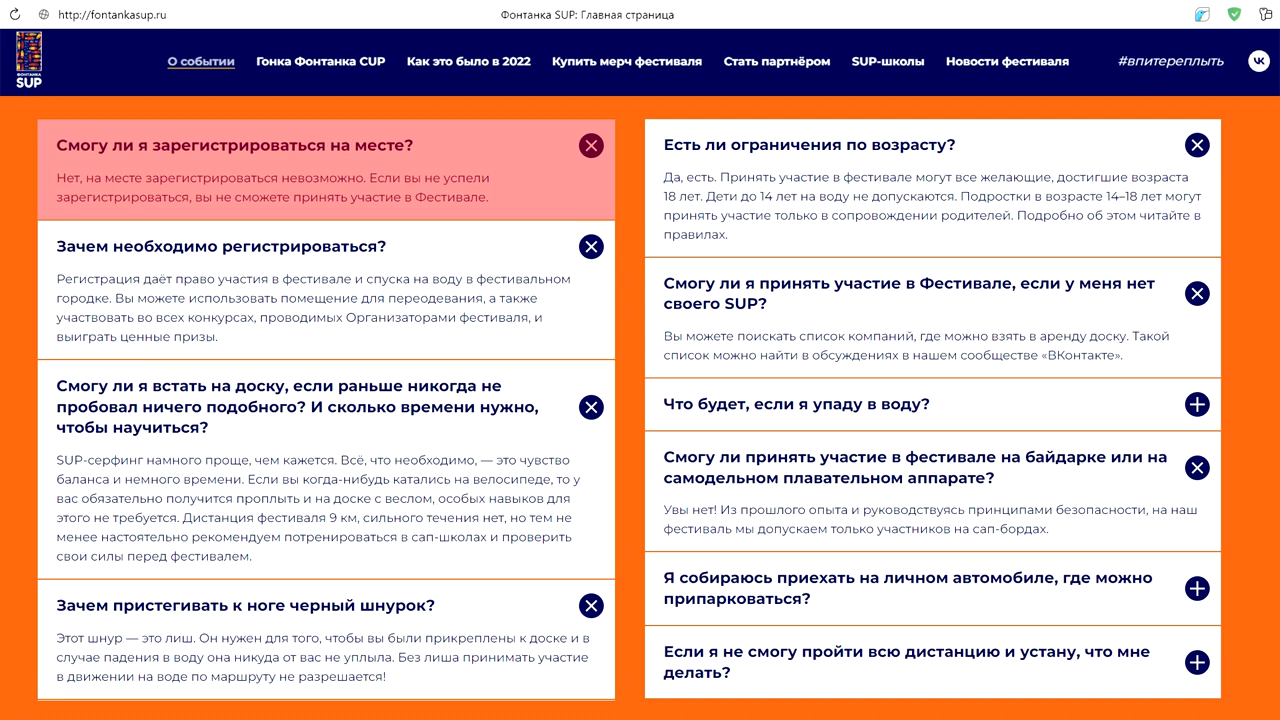 http://fontankasup.ru
Фонтанка SUP: Главная страница
ФОНТАНКА
SUP
О событии
Гонка Фонтанка CUP
Как это было в 2022
Купить мерч фестиваля
Стать партнёром
SUP-школы
Новости фестиваля
#впитереплыть
Смогу ли я зарегистрироваться на месте?
Нет, на месте зарегистрироваться невозможно. Если вы не успели
зарегистрироваться, вы не сможете принять участие в Фестивале.
Зачем необходимо регистрироваться?
Регистрация даёт право участия в фестивале и спуска на воду в фестивальном
городке. Вы можете использовать помещение для переодевания, а также
участвовать во всех конкурсах, проводимых Организаторами фестиваля, и
выиграть ценные призы.
Смогу ли я встать на доску, если раньше никогда не
пробовал ничего подобного? И сколько времени нужно,
чтобы научиться?
SUP-серфинг намного проще, чем кажется. Всё, что необходимо, — это чувство
баланса и немного времени. Если вы когда-нибудь катались на велосипеде, то у
вас обязательно получится проплыть и на доске с веслом, особых навыков для
этого не требуется. Дистанция фестиваля 9 км, сильного течения нет, но тем не
менее настоятельно рекомендуем потренироваться в сап-школах и проверить
свои силы перед фестивалем.
Зачем пристегивать к ноге черный шнурок?
Этот шнур — это лиш. Он нужен для того, чтобы вы были прикреплены к доске и в
случае падения в воду она никуда от вас не уплыла. Без лиша принимать участие
в движении на воде по маршруту не разрешается!
Есть ли ограничения по возрасту?
Да, есть. Принять участие в фестивале могут все желающие, достигшие возраста
18 лет. Дети до 14 лет на воду не допускаются. Подростки в возрасте 14–18 лет могут
принять участие только в сопровождении родителей. Подробно об этом читайте в
правилах.
Смогу ли я принять участие в Фестивале, если у меня нет
своего SUP?
Вы можете поискать список компаний, где можно взять в аренду доску. Такой
список можно найти в обсуждениях в нашем сообществе «ВКонтакте».
Что будет, если я упаду в воду?
Смогу ли принять участие в фестивале на байдарке или на
самодельном плавательном аппарате?
Увы нет! Из прошлого опыта и руководствуясь принципами безопасности, на наш
фестиваль мы допускаем только участников на сап-бордах.
Я собираюсь приехать на личном автомобиле, где можно
припарковаться?
Если я не смогу пройти всю дистанцию и устану, что мне
делать?